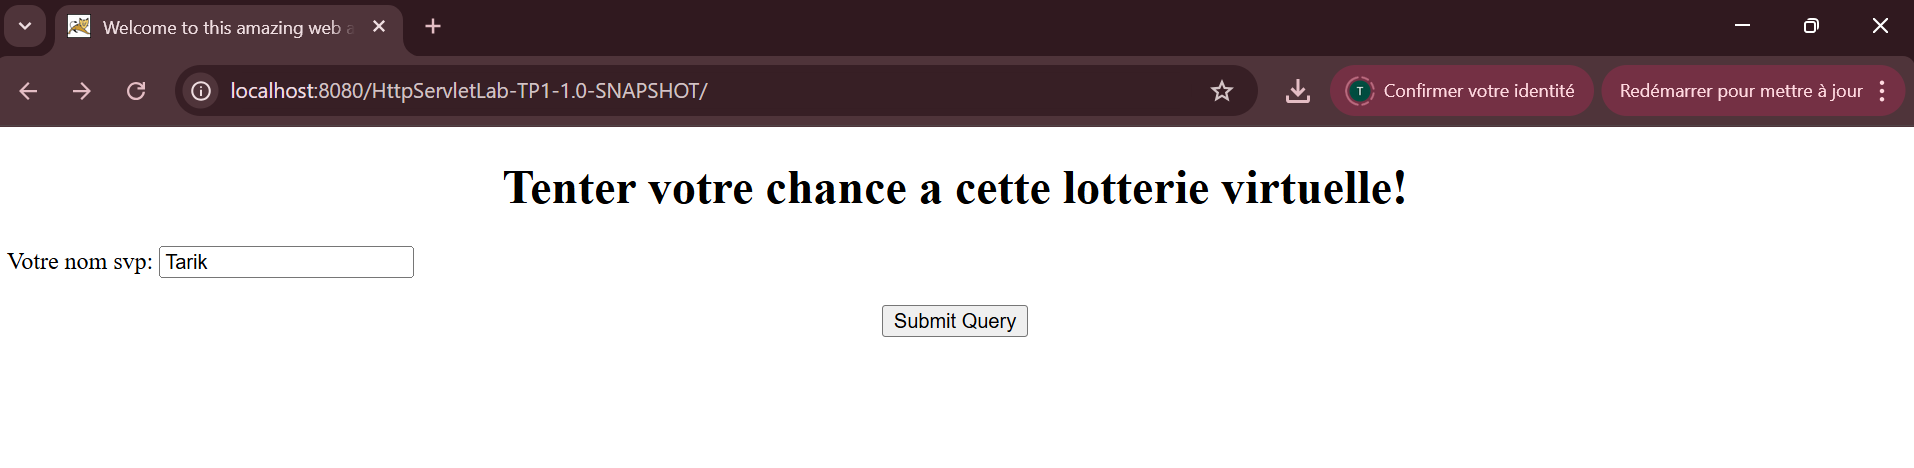 Welcome to this amazing web a
localhost:8080/HttpServletLab-TP1-1.0-SNAPSHOT/
T
Confirmer votre identité
Redémarrer pour mettre à jour
Tenter votre chance a cette lotterie virtuelle!
Votre nom svp: Tarik
Submit Query